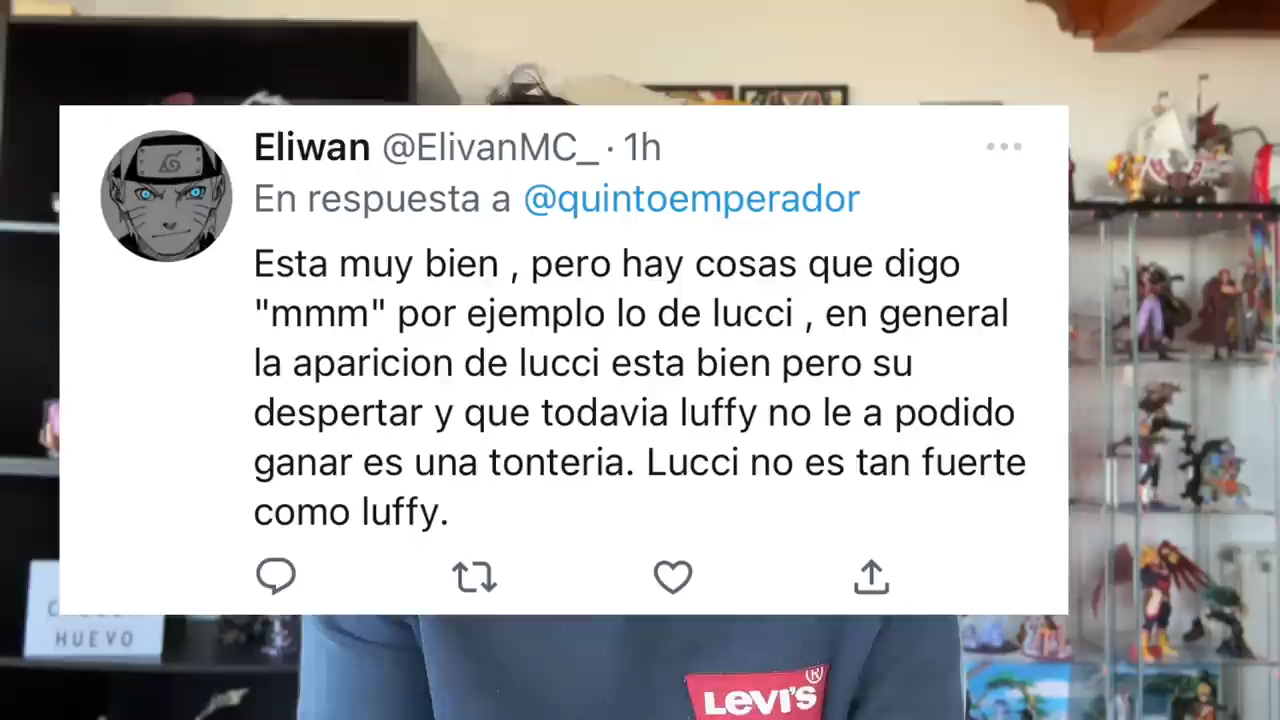 Eliwan @ElivanMC_ · 1h
En respuesta a @quintoemperador
Esta muy bien , pero hay cosas que digo
"mmm" por ejemplo lo de lucci , en general
la aparicion de lucci esta bien pero su
despertar y que todavia luffy no le a podido
ganar es una tonteria. Lucci no es tan fuerte
como luffy.
HUEVO
LEVI'S®